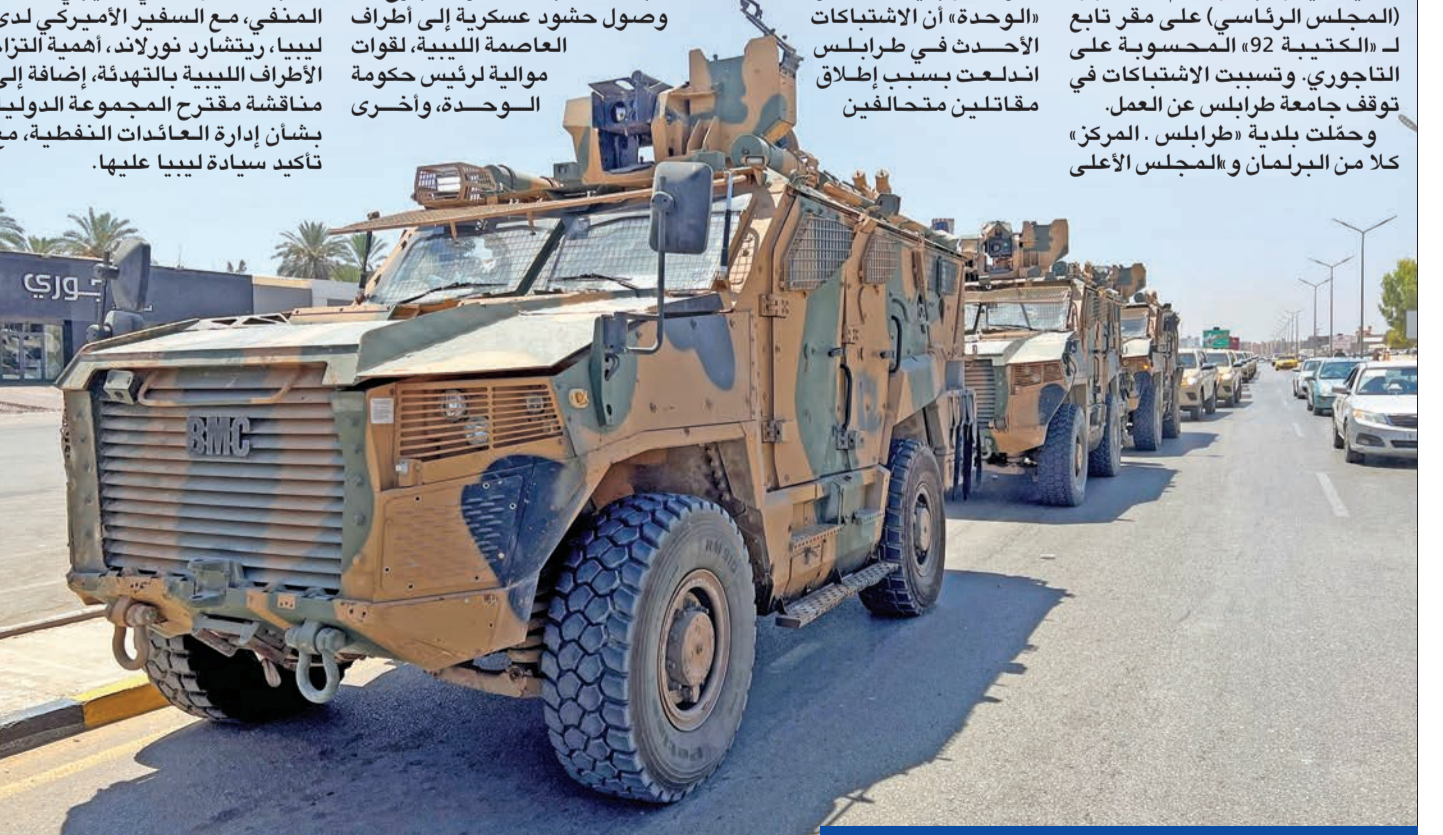 (المجلس الرئاسي) على مقر تابع
لـ «الكتيبة 92» المحسوبة على
التاجوري. وتسببت الاشتباكات في
توقف جامعة طرابلس عن العمل.
وحمّلت بلدية «طرابلس . المركز»
كلا من البرلمان و»المجلس الأعلى
«الوحدة» أن الاشتباكات
الأحدث في طرابلس
اندلعت بسبب إطلاق
مقاتلين متحالفين
وصول حشود عسكرية إلى أطراف
العاصمة الليبية، لقوات
موالية لرئيس حكومة
الوحدة، وأخرى
المنفي، مع السفير الأميركي لدى
ليبيا، ريتشارد نورلاند، أهمية
الأطراف الليبية بالتهدئة، إضافة إلى
مناقشة مقترح المجموعة
بشأن إدارة العائدات النفطية،
تأكيد سيادة ليبيا عليها.
BMC